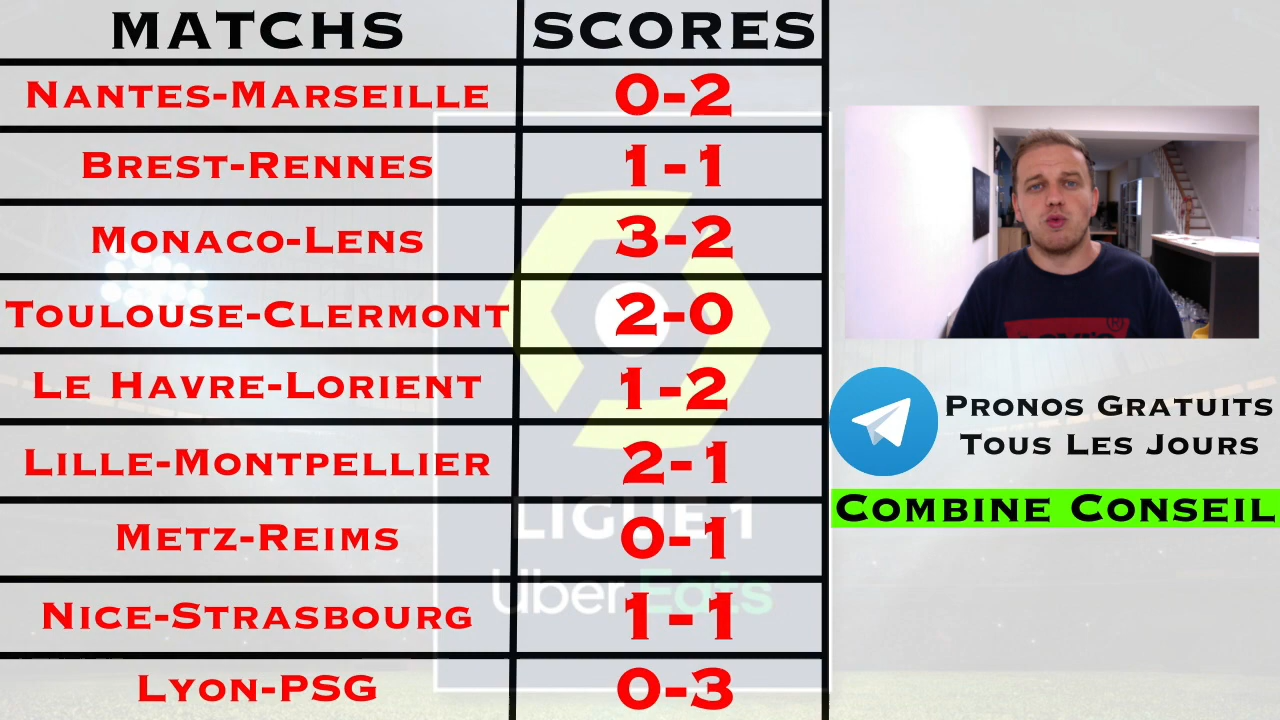 MATCHS SCORES
NANTES-MARSEILLE 0-2
BREST-RENNES 1-1
MONACO-LENS 3-2
TOULOUSE-CLERMONT 2-0
LE HAVRE-LORIENT 1-2
LILLE-MONTPELLIER 2-1
METZ-REIMS 0-1
NICE-STRASBOURG 1-1
LYON-PSG 0-3
LIGUE 1
Uber Eats
PRONOS GRATUITS
TOUS LES JOURS
COMBINE CONSEIL